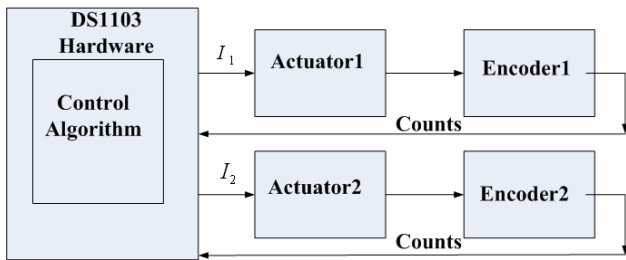 DS1103
Hardware
Control
Algorithm
I₁
Actuator1
Encoder1
Counts
I₂
Actuator2
Encoder2
Counts